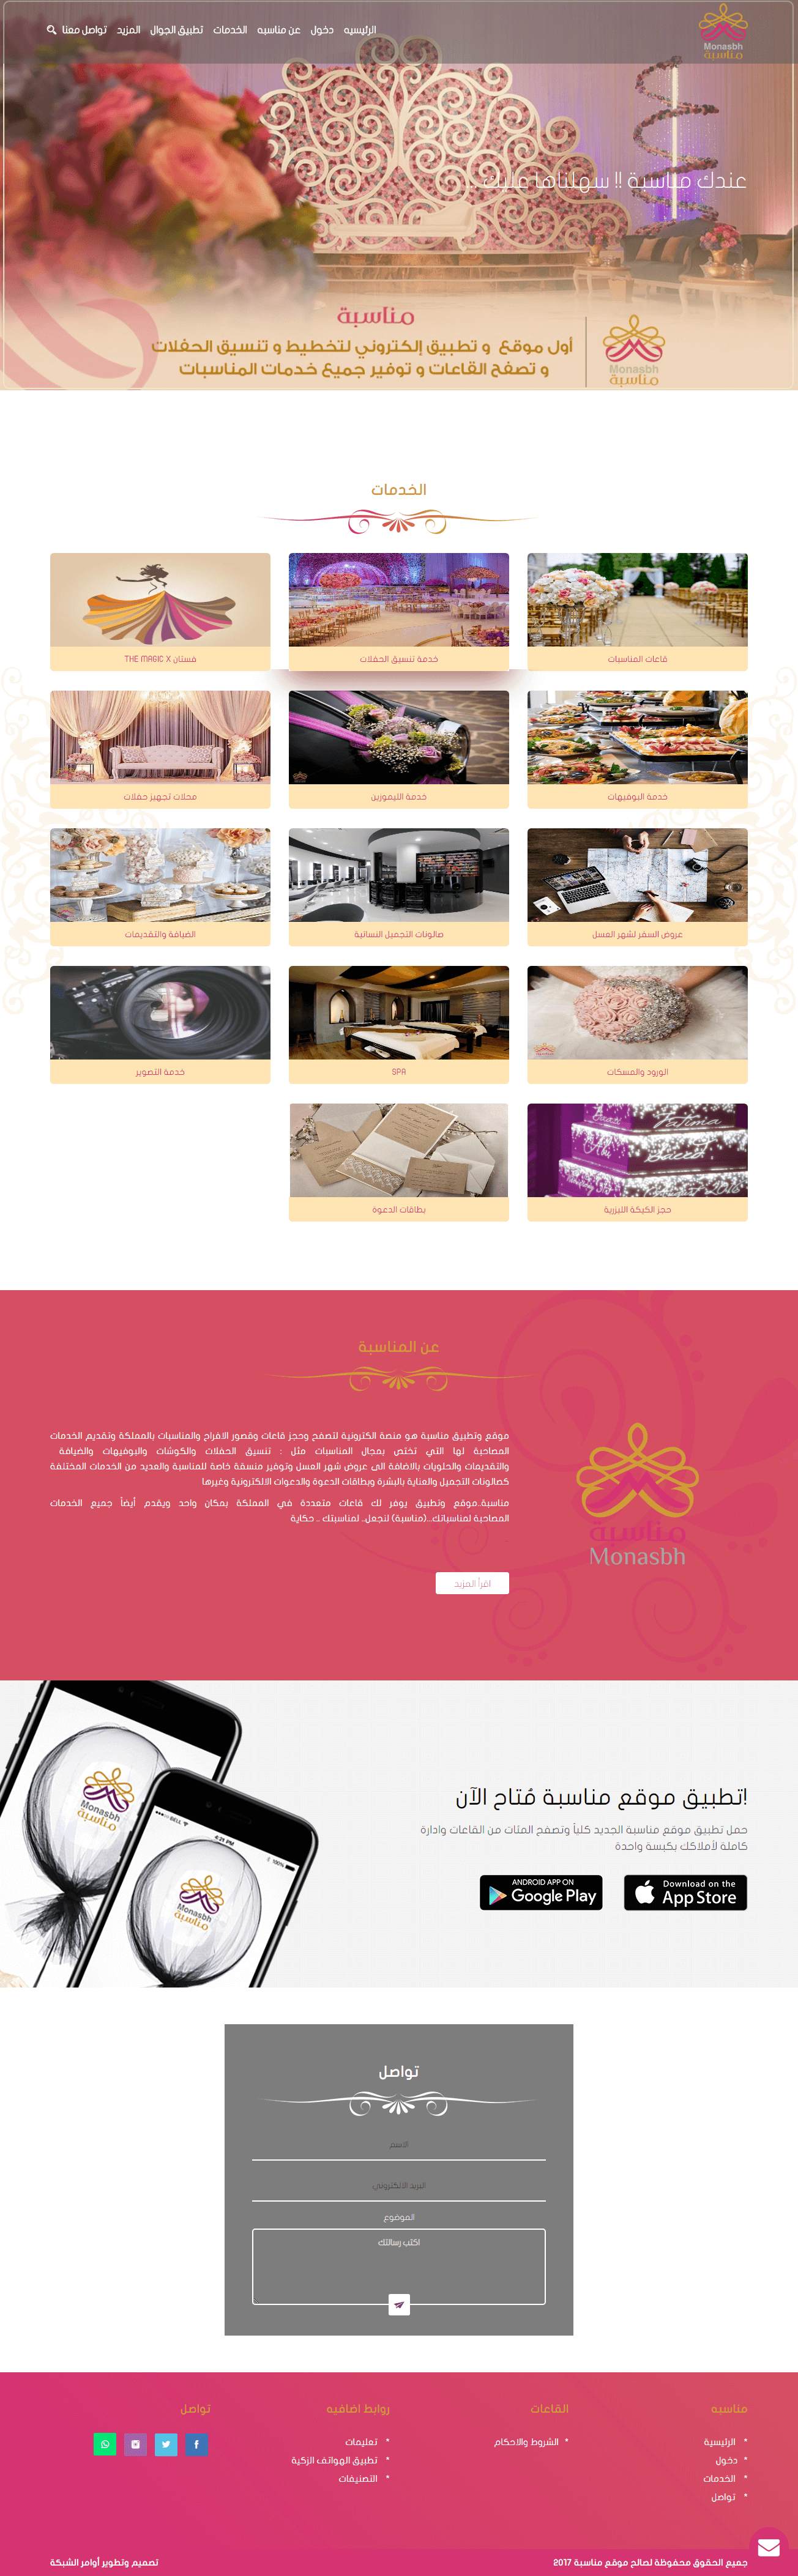 الرئيسيه دخول عن مناسبه الخدمات تطبيق الجوال المزيد تواصل معنا
Monasbh
مناسبة
عندك مناسبة !! سهلناها عليك ..
مناسبة
أول موقع و تطبيق إلكتروني لتخطيط و تنسيق الحفلات
و تصفح القاعات و توفير جميع خدمات المناسبات
Monasbh
مناسبة
الخدمات
قاعات المناسبات
خدمة تنسيق الحفلات
فستان THE MAGIC X
خدمة البوفيهات
خدمة الليموزين
محلات تجهيز حفلات
عروض السفر لشهر العسل
صالونات التجميل النسائية
الضيافة والتقديمات
الورود والمسكات
SPA
خدمة التصوير
حجز الكيكة الليزرية
بطاقات الدعوة
عن المناسبة
موقع وتطبيق مناسبة هو منصة الكترونية لتصفح وحجز قاعات وقصور الافراح والمناسبات بالمملكة وتقديم الخدمات
المصاحبة لها التي تختص بمجال المناسبات مثل : تنسيق الحفلات والكوشات والبوفيهات والضيافة
والتقديمات والحلويات بالاضافة الى عروض شهر العسل وتوفير منسقة خاصة للمناسبة والعديد من الخدمات المختلفة
كصالونات التجميل والعناية بالبشرة وبطاقات الدعوة والدعوات الالكترونية وغيرها
مناسبة..موقع وتطبيق يوفر لك قاعات متعددة في المملكة بمكان واحد ويقدم أيضاً جميع الخدمات
المصاحبة لمناسباتك...(مناسبة) لنجعل.. لمناسبتك .. حكاية
مناسبة
Monasbh
اقرأ المزيد
!تطبيق موقع مناسبة مُتاح الآن
حمل تطبيق موقع مناسبة الجديد كلياً وتصفح المئات من القاعات وادارة
كاملة لأملاكك بكبسة واحدة
Download on the
App Store
ANDROID APP ON
Google Play
Monasbh
مناسبة
BELL
4:21 PM
100%
Monasbh
مناسبة
تواصل
الاسم
البريد الالكتروني
الموضوع
اكتب رسالتك
مناسبه
* الرئيسية
* دخول
* الخدمات
* تواصل
القاعات
* الشروط والاحكام
روابط اضافيه
* تعليمات
* تطبيق الهواتف الزكية
* التصنيفات
تواصل
جميع الحقوق محفوظة لصالح موقع مناسبة 2017
تصميم وتطوير أوامر الشبكة